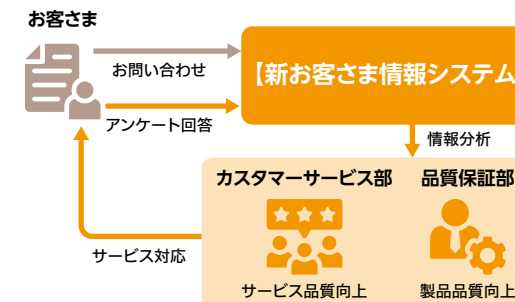 お客さま
お問い合わせ
【新お客さま情報システム
アンケート回答
情報分析
カスタマーサービス部
品質保証部
サービス対応
サービス品質向上
製品品質向上